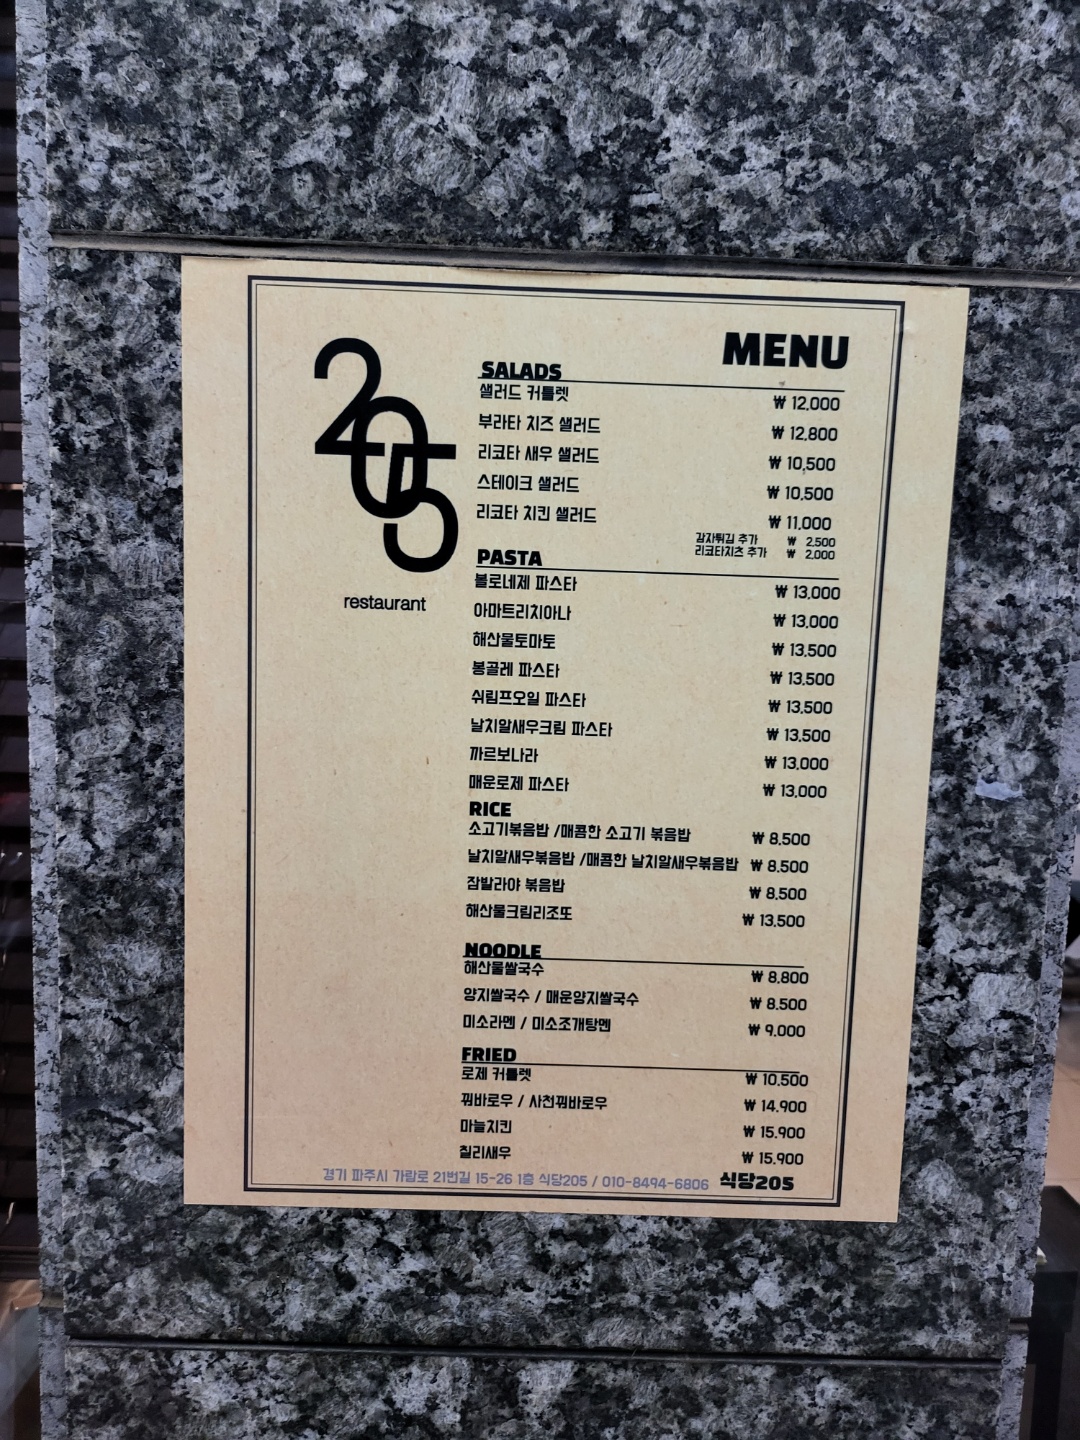 205
restaurant
MENU
SALADS
샐러드 커틀렛 ₩ 12,000
부라타 치즈 샐러드 ₩ 12,800
리코타 새우 샐러드 ₩ 10,500
스테이크 샐러드 ₩ 10,500
리코타 치킨 샐러드 ₩ 11,000
감자튀김 추가 ₩ 2,500
리코타치츠 추가 ₩ 2,000
PASTA
볼로네제 파스타 ₩ 13,000
아마트리치아나 ₩ 13,000
해산물토마토 ₩ 13,500
봉골레 파스타 ₩ 13,500
쉬림프오일 파스타 ₩ 13,500
날치알새우크림 파스타 ₩ 13,500
까르보나라 ₩ 13,000
매운로제 파스타 ₩ 13,000
RICE
소고기볶음밥 /매콤한 소고기 볶음밥 ₩ 8,500
날치알새우볶음밥 /매콤한 날치알새우볶음밥 ₩ 8,500
잠발라야 볶음밥 ₩ 8,500
해산물크림리조또 ₩ 13,500
NOODLE
해산물쌀국수 ₩ 8,800
양지쌀국수 / 매운양지쌀국수 ₩ 8,500
미소라멘 / 미소조개탕멘 ₩ 9,000
FRIED
로제 커틀렛 ₩ 10,500
꿔바로우 / 사천꿔바로우 ₩ 14,900
마늘치킨 ₩ 15,900
칠리새우 ₩ 15,900
경기 파주시 가람로 21번길 15-26 1층 식당205 / 010-8494-6806 식당205